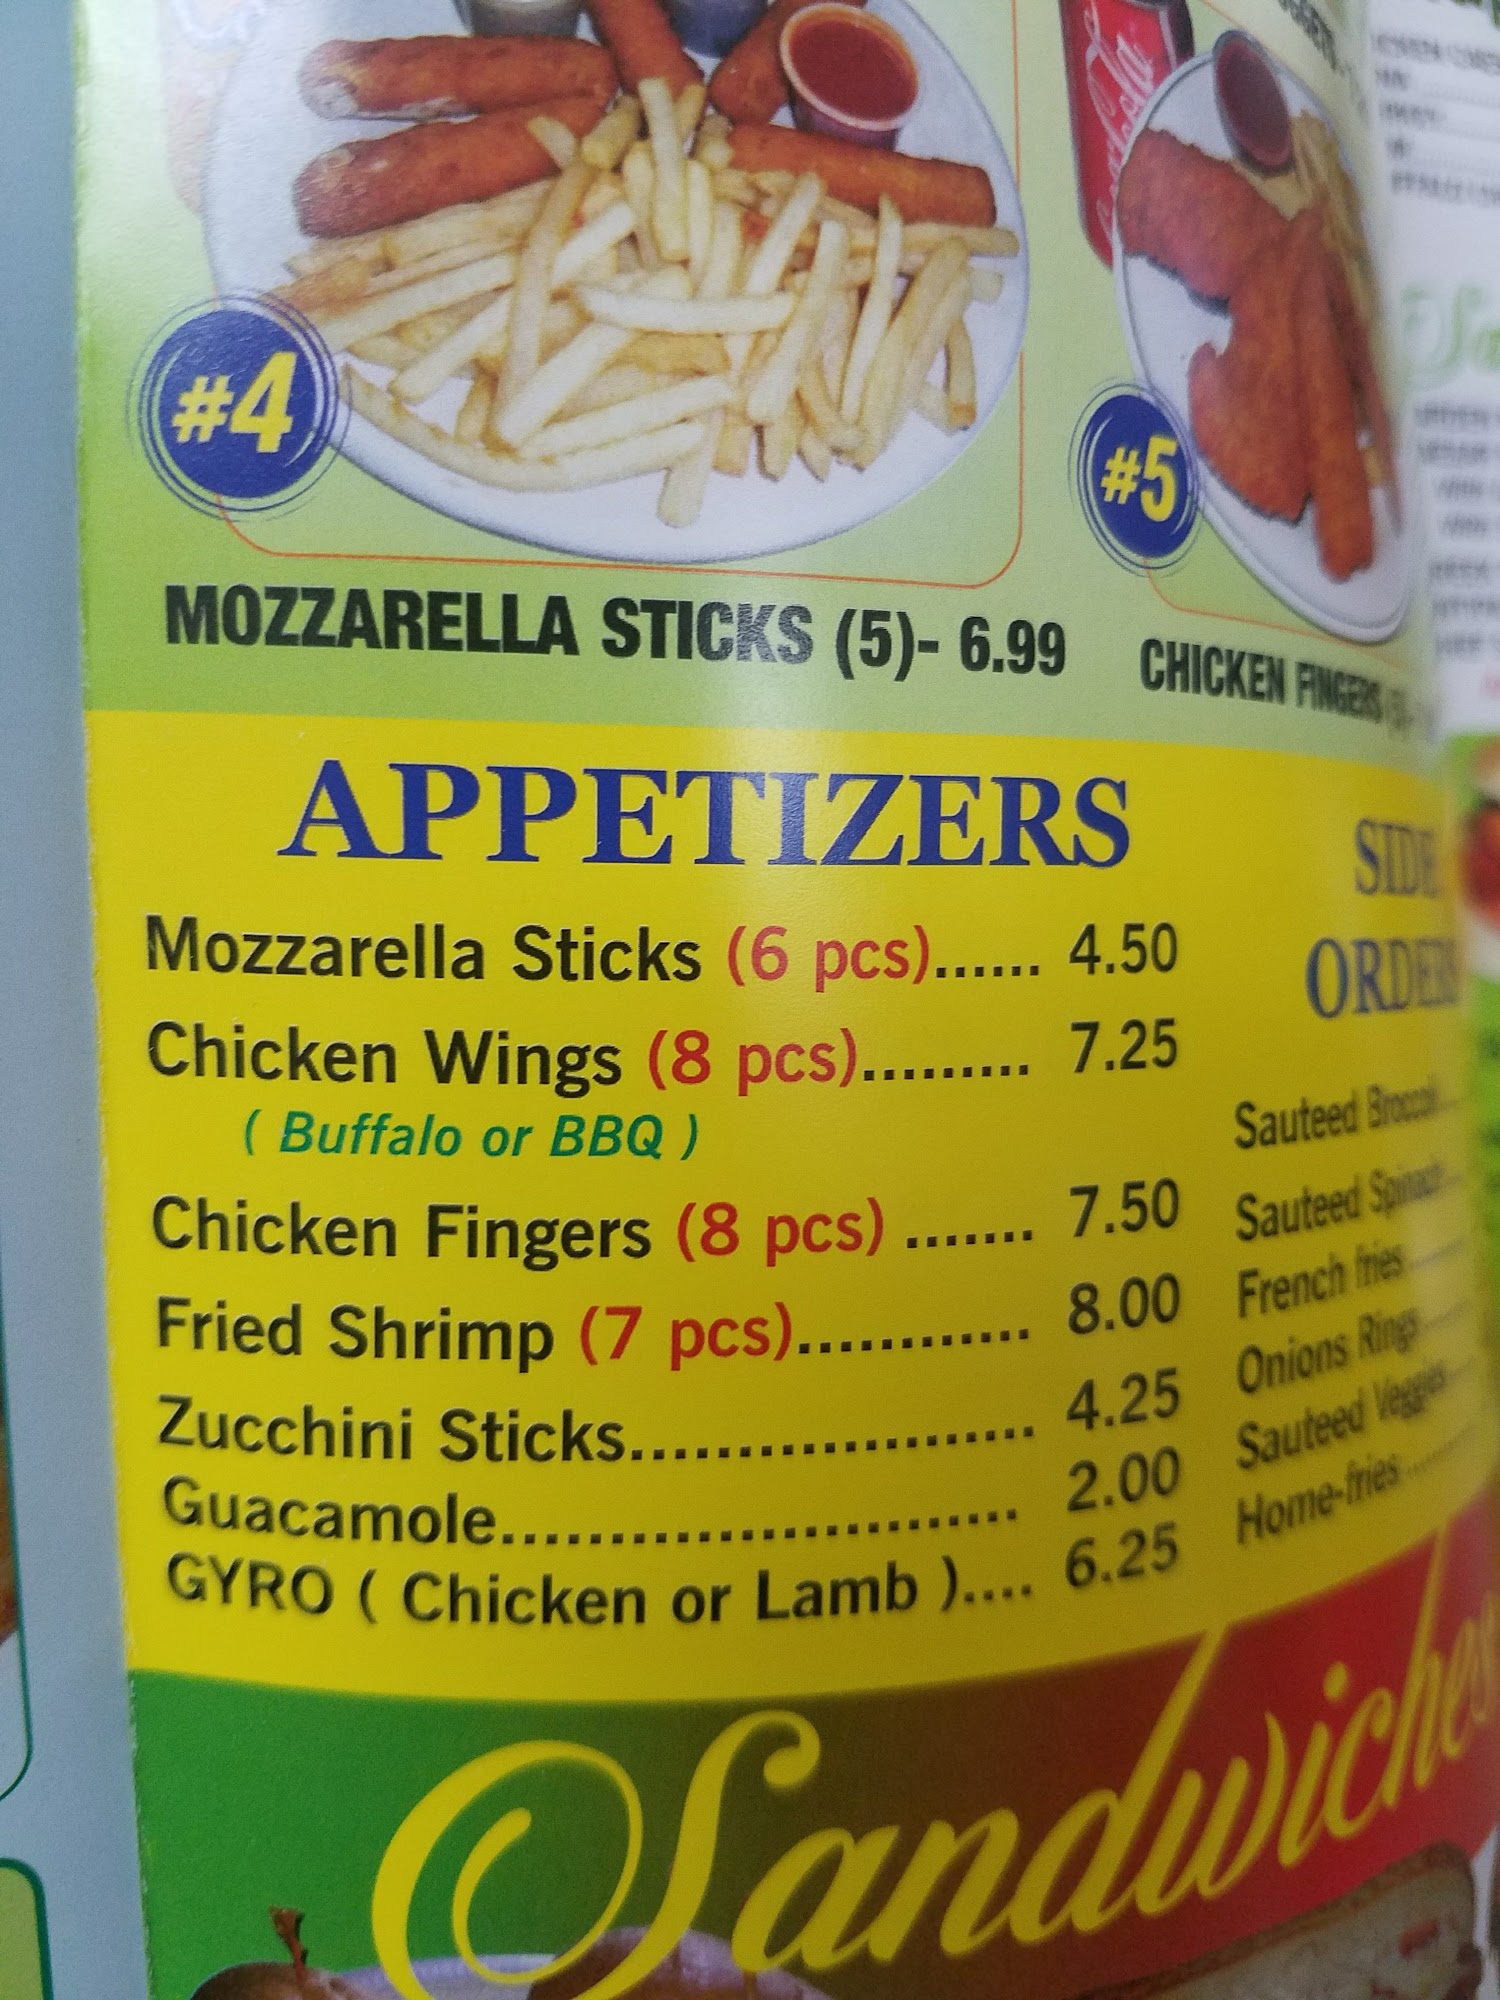 Coca-Cola
#4
#5
MOZZARELLA STICKS (5)- 6.99
CHICKEN FINGERS
APPETIZERS
Mozzarella Sticks (6 pcs)...... 4.50
Chicken Wings (8 pcs)......... 7.25
( Buffalo or BBQ )
Chicken Fingers (8 pcs) ....... 7.50
Fried Shrimp (7 pcs)............ 8.00
Zucchini Sticks................... 4.25
Guacamole........................ 2.00
GYRO ( Chicken or Lamb ).... 6.25
SIDE
ORDERS
Sauteed Broccoli
Sauteed Spinach
French fries
Onions Rings
Sauteed Veggies
Home-fries
Sandwiches